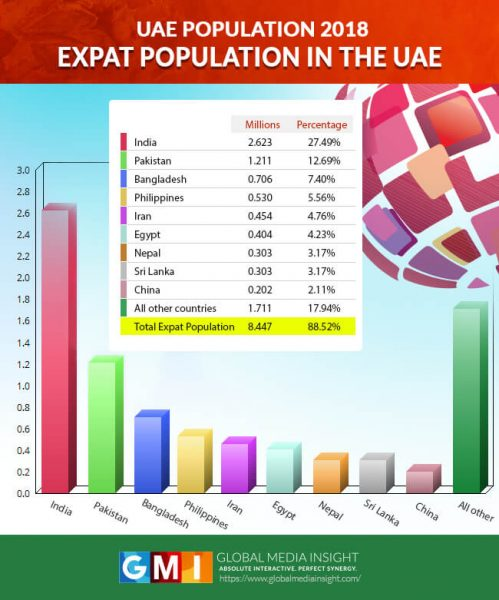 UAE POPULATION 2018
EXPAT POPULATION IN THE UAE
Millions Percentage
India 2.623 27.49%
Pakistan 1.211 12.69%
Bangladesh 0.706 7.40%
Philippines 0.530 5.56%
Iran 0.454 4.76%
Egypt 0.404 4.23%
Nepal 0.303 3.17%
Sri Lanka 0.303 3.17%
China 0.202 2.11%
All other countries 1.711 17.94%
Total Expat Population 8.447 88.52%
3.0
2.8
2.6
2.4
2.2
2.0
1.8
1.6
1.4
1.2
1.0
0.8
0.6
0.4
0.2
0.0
India Pakistan Bangladesh Philippines Iran Egypt Nepal Sri Lanka China All other
GMI GLOBAL MEDIA INSIGHT
ABSOLUTE INTERACTIVE. PERFECT SYNERGY.
https://www.globalmediainsight.com/